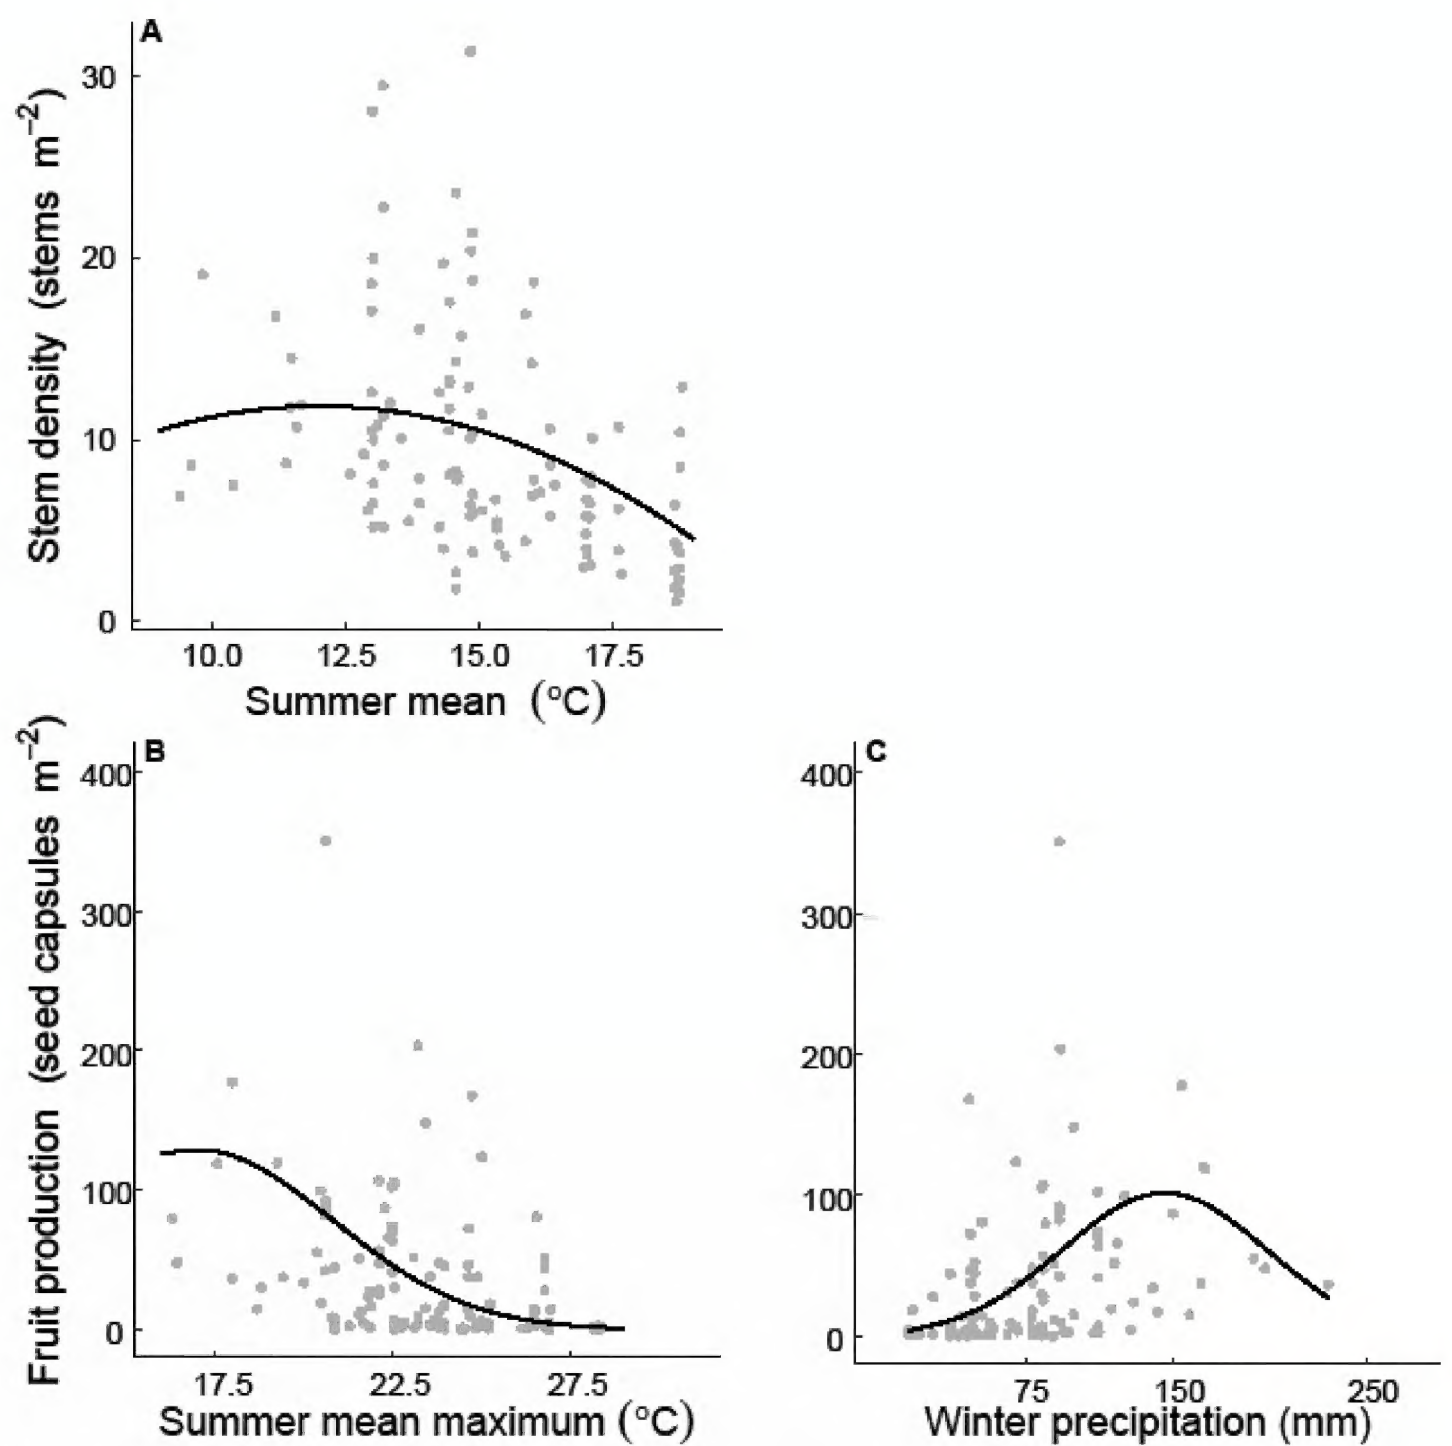 A
Stem density (stems m⁻²)
30
20
10
0
10.0 12.5 15.0 17.5
Summer mean (°C)
B
Fruit production (seed capsules m⁻²)
400
300
200
100
0
17.5 22.5 27.5
Summer mean maximum (°C)
C
400
300
200
100
0
75 150 250
Winter precipitation (mm)